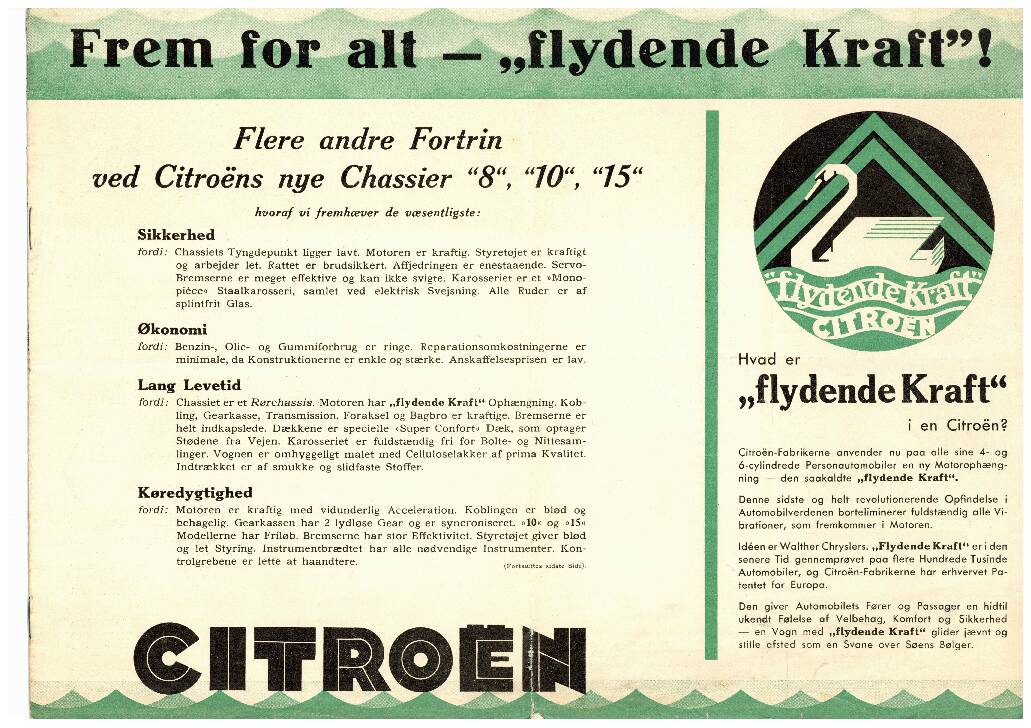 Frem for alt — „flydende Kraft”!
Flere andre Fortrin
ved Citroëns nye Chassier “8“, “10“, “15“
hvoraf vi fremhæver de væsentligste:
Sikkerhed
fordi: Chassiets Tyngdepunkt ligger lavt. Motoren er kraftig. Styretøjet er kraftigt
og arbejder let. Rattet er brudsikkert. Affjedringen er enestaaende. Servo-
Bremserne er meget effektive og kan ikke svigte. Karosseriet er et »Mono-
pièce« Staalkarosseri, samlet ved elektrisk Svejsning. Alle Ruder er af
splintfrit Glas.
Økonomi
fordi: Benzin-, Olie- og Gummiforbrug er ringe. Reparationsomkostningerne er
minimale, da Konstruktionerne er enkle og stærke. Anskaffelsesprisen er lav.
Lang Levetid
fordi: Chassiet er et Rørchassis. Motoren har „flydende Kraft“ Ophængning. Kob-
ling, Gearkasse, Transmission, Foraksel og Bagbro er kraftige. Bremserne er
helt indkapslede. Dækkene er specielle «Super Confort» Dæk, som optager
Stødene fra Vejen. Karosseriet er fuldstændig fri for Bolte- og Nittesam-
linger. Vognen er omhyggeligt malet med Celluloselakker af prima Kvalitet.
Indtrækket er af smukke og slidfaste Stoffer.
Køredygtighed
fordi: Motoren er kraftig med vidunderlig Acceleration. Koblingen er blød og
behagelig. Gearkassen har 2 lydløse Gear og er syncroniseret. »10« og »15«
Modellerne har Friløb. Bremserne har stor Effektivitet. Styretøjet giver blød
og let Styring. Instrumentbrædtet har alle nødvendige Instrumenter. Kon-
trolgrebene er lette at haandtere.
(Fortsættes sidste Side).
CITROËN
"flydende Kraft"
CITROËN
Hvad er
„flydende Kraft“
i en Citroën?
Citroën-Fabrikerne anvender nu paa alle sine 4- og
6-cylindrede Personautomobiler en ny Motorophæng-
ning — den saakaldte „flydende Kraft“.
Denne sidste og helt revolutionerende Opfindelse i
Automobilverdenen borteliminerer fuldstændig alle Vi-
brationer, som fremkommer i Motoren.
Idéen er Walther Chryslers. „Flydende Kraft“ er i den
senere Tid gennemprøvet paa flere Hundrede Tusinde
Automobiler, og Citroën-Fabrikerne har erhvervet Pa-
tentet for Europa.
Den giver Automobilets Fører og Passager en hidtil
ukendt Følelse af Velbehag, Komfort og Sikkerhed
— en Vogn med „flydende Kraft“ glider jævnt og
stille afsted som en Svane over Søens Bølger.